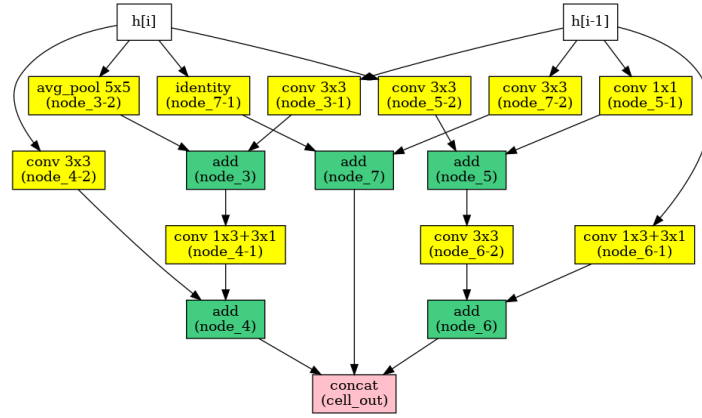 h[i]
h[i-1]
avg_pool 5x5
(node_3-2)
identity
(node_7-1)
conv 3x3
(node_3-1)
conv 3x3
(node_5-2)
conv 3x3
(node_7-2)
conv 1x1
(node_5-1)
conv 3x3
(node_4-2)
add
(node_3)
add
(node_7)
add
(node_5)
conv 1x3+3x1
(node_4-1)
conv 3x3
(node_6-2)
conv 1x3+3x1
(node_6-1)
add
(node_4)
add
(node_6)
concat
(cell_out)